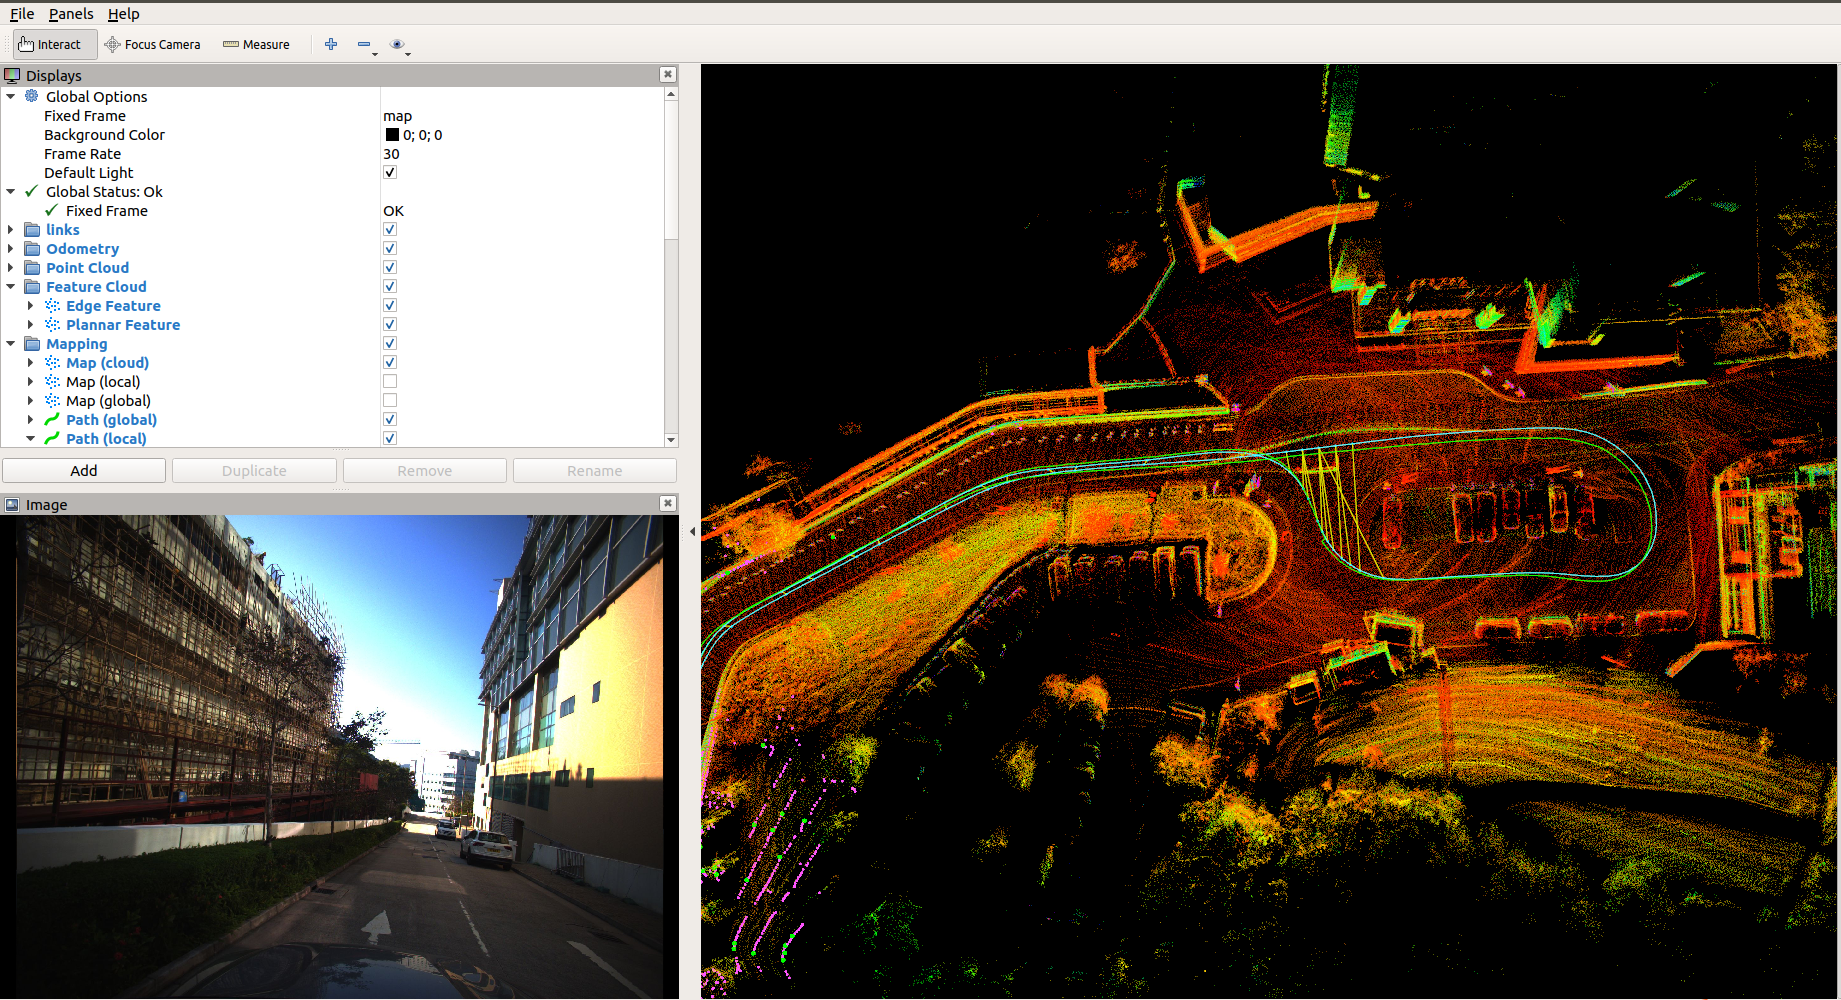 File Panels Help
Interact Focus Camera Measure
Displays
Global Options
Fixed Frame map
Background Color 0; 0; 0
Frame Rate 30
Default Light
Global Status: Ok
Fixed Frame OK
links
Odometry
Point Cloud
Feature Cloud
Edge Feature
Plannar Feature
Mapping
Map (cloud)
Map (local)
Map (global)
Path (global)
Path (local)
Add Duplicate Remove Rename
Image